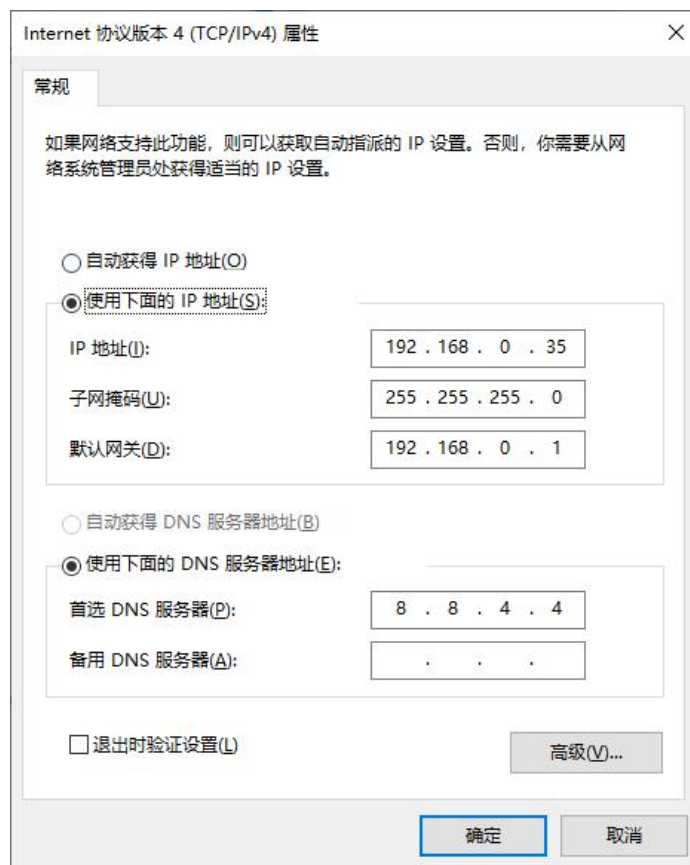 Internet 协议版本 4 (TCP/IPv4) 属性
常规
如果网络支持此功能，则可以获取自动指派的 IP 设置。否则，你需要从网
络系统管理员处获得适当的 IP 设置。
自动获得 IP 地址(O)
使用下面的 IP 地址(S):
IP 地址(I): 192 . 168 . 0 . 35
子网掩码(U): 255 . 255 . 255 . 0
默认网关(D): 192 . 168 . 0 . 1
自动获得 DNS 服务器地址(B)
使用下面的 DNS 服务器地址(E):
首选 DNS 服务器(P): 8 . 8 . 4 . 4
备用 DNS 服务器(A): . . .
退出时验证设置(L)
高级(V)...
确定 取消